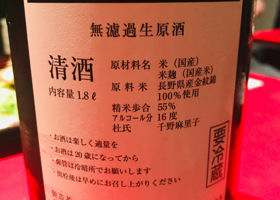 無濾過生原酒
清酒
内容量1.8ℓ
原材料名 米(国産)
米麹(国産米)
原料米 長野県産金紋錦
100%使用
精米歩合 55%
アルコール分 16度
杜氏 千野麻里子
・お酒は楽しく適量を
・お酒は20歳になってから
・保管は冷暗所でお願いします
・開栓後は早めにお召し上がりください
要冷蔵